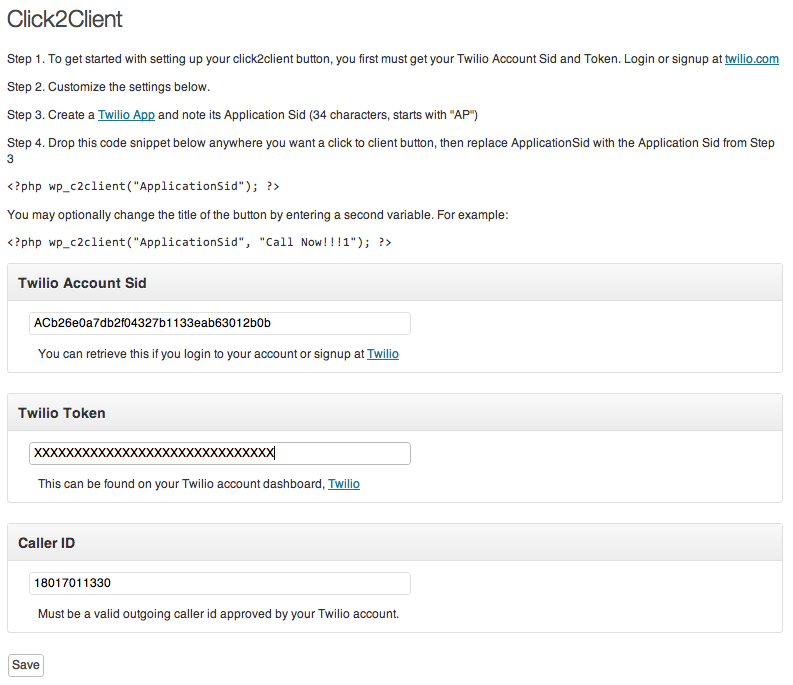 Click2Client
Step 1. To get started with setting up your click2client button, you first must get your Twilio Account Sid and Token. Login or signup at twilio.com
Step 2. Customize the settings below.
Step 3. Create a Twilio App and note its Application Sid (34 characters, starts with "AP")
Step 4. Drop this code snippet below anywhere you want a click to client button, then replace ApplicationSid with the Application Sid from Step
3
<?php wp_c2client("ApplicationSid"); ?>
You may optionally change the title of the button by entering a second variable. For example:
<?php wp_c2client("ApplicationSid", "Call Now!!!1"); ?>
Twilio Account Sid
ACb26e0a7db2f04327b1133eab63012b0b
You can retrieve this if you login to your account or signup at Twilio
Twilio Token
XXXXXXXXXXXXXXXXXXXXXXXXXXXXXX
This can be found on your Twilio account dashboard, Twilio
Caller ID
18017011330
Must be a valid outgoing caller id approved by your Twilio account.
Save